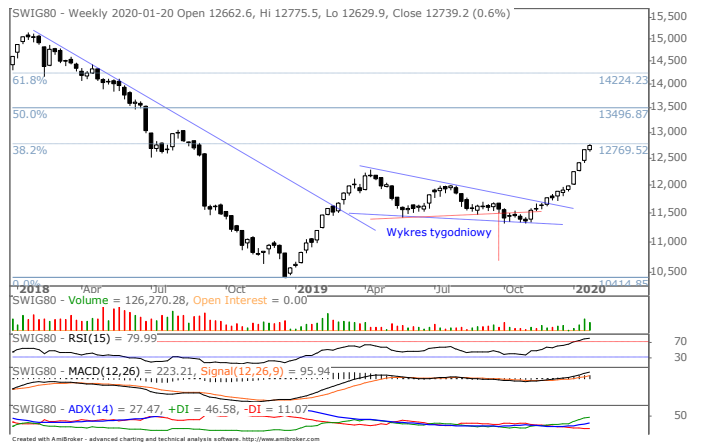 SWIG80 - Weekly 2020-01-20 Open 12662.6, Hi 12775.5, Lo 12629.9, Close 12739.2 (0.6%)
15,500
15,000
14,500
61.8%
14224.23
14,000
13,500
50.0%
13496.87
13,000
38.2%
12769.52
12,500
12,000
11,500
Wykres tygodniowy
11,000
10,500
0.0%
10414.85
2018 Apr Jul Oct 2019 Apr Jul Oct 2020
SWIG80 - Volume = 126,270.28, Open Interest = 0.00
SWIG80 - RSI(15) = 79.99
70
30
SWIG80 - MACD(12,26) = 223.21, Signal(12,26,9) = 95.94
SWIG80 - ADX(14) = 27.47, +DI = 46.58, -DI = 11.07
50
Created with AmiBroker - advanced charting and technical analysis software. http://www.amibroker.com